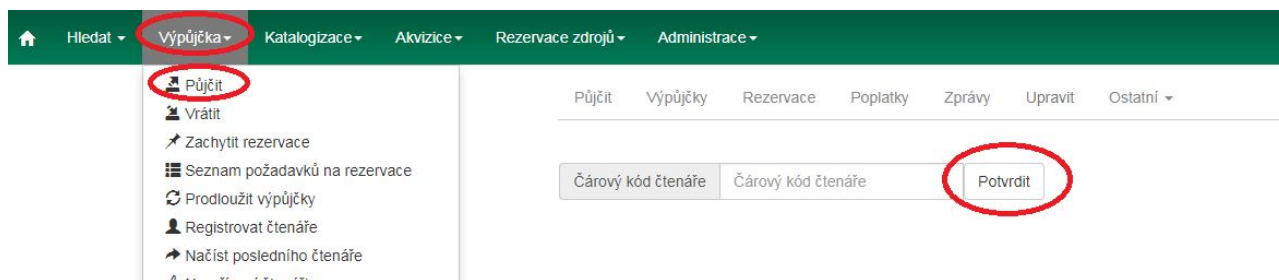 Hledat Výpůjčka Katalogizace Akvizice Rezervace zdrojů Administrace
Půjčit
Vrátit
Zachytit rezervace
Seznam požadavků na rezervace
Prodloužit výpůjčky
Registrovat čtenáře
Načíst posledního čtenáře
Půjčit Výpůjčky Rezervace Poplatky Zprávy Upravit Ostatní
Čárový kód čtenáře Čárový kód čtenáře Potvrdit